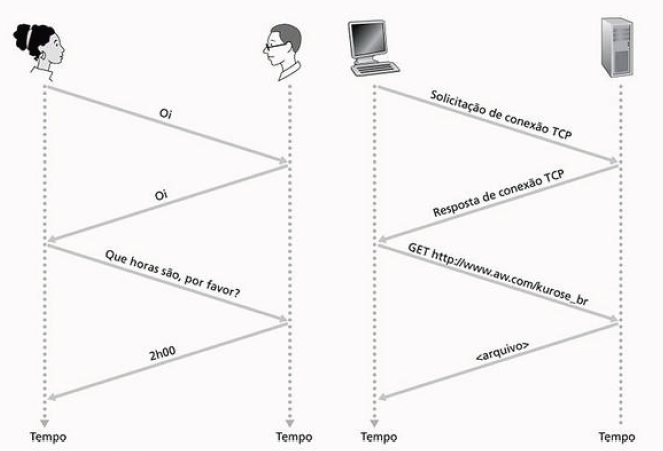 Oi
Solicitação de conexão TCP
Oi
Resposta de conexão TCP
Que horas são, por favor?
GET http://www.aw.com/kurose_br
2h00
<arquivo>
Tempo
Tempo
Tempo
Tempo